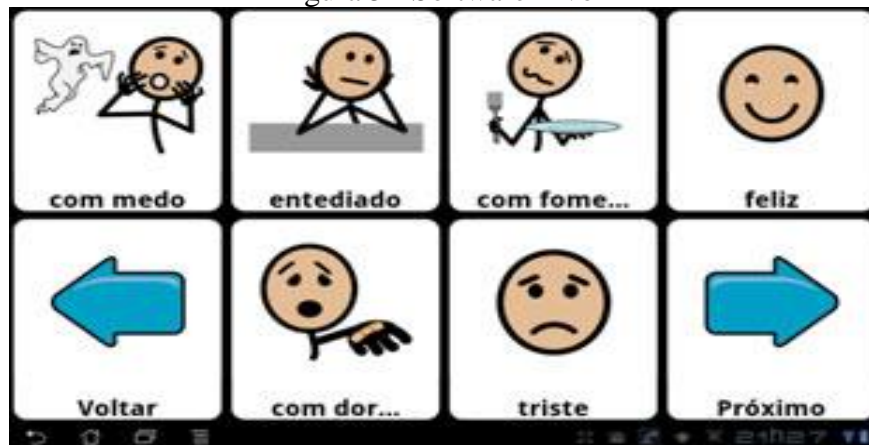 com medo
entediado
com fome...
feliz
Voltar
com dor...
triste
Próximo